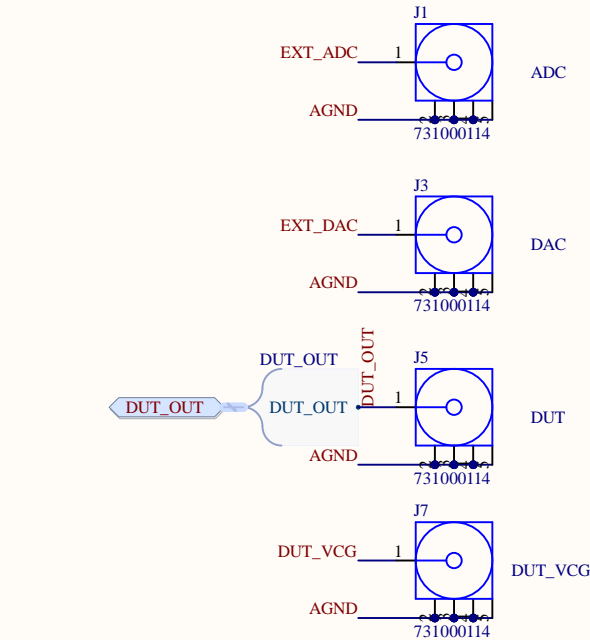 J1
EXT_ADC
1
ADC
AGND
731000114
J3
EXT_DAC
1
DAC
AGND
731000114
DUT_OUT
DUT_OUT
J5
DUT_OUT
DUT_OUT
1
DUT
AGND
731000114
J7
DUT_VCG
1
DUT_VCG
AGND
731000114